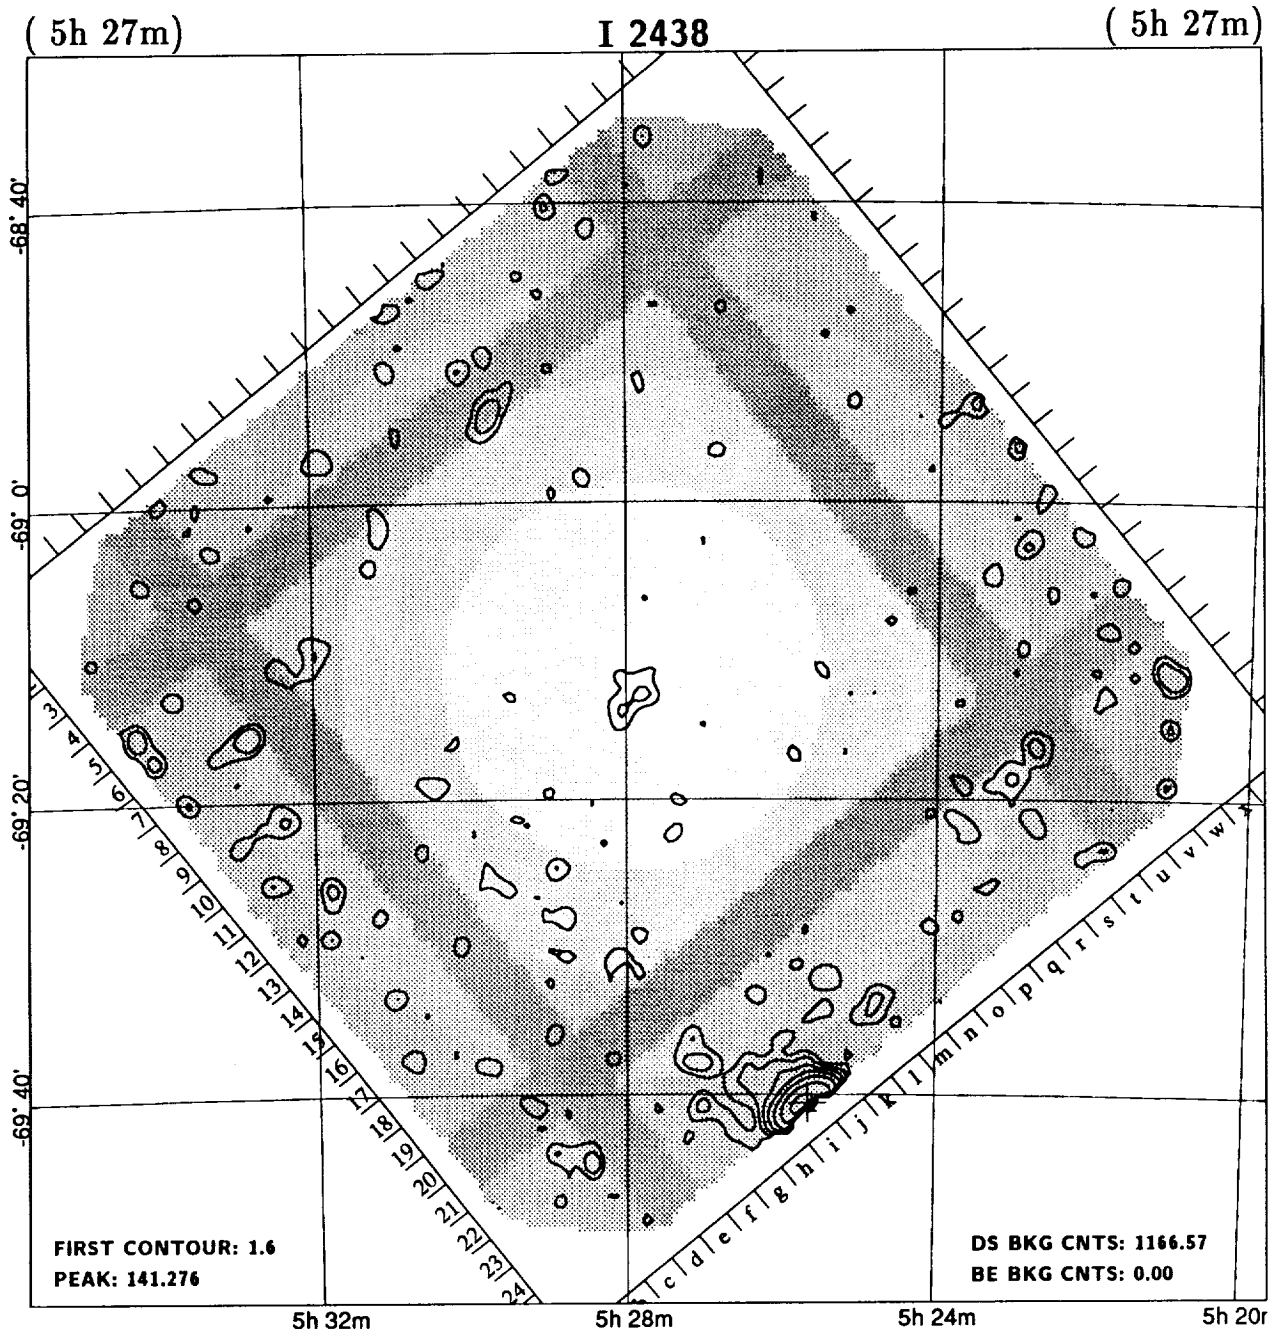 ( 5h 27m)
I 2438
( 5h 27m)
-68° 40'
-69° 0'
-69° 20'
-69° 40'
3 4 5 6 7 8 9 10 11 12 13 14 15 16 17 18 19 20 21 22 23 24
c d e f g h i j k l m n o p q r s t u v w x
FIRST CONTOUR: 1.6
PEAK: 141.276
DS BKG CNTS: 1166.57
BE BKG CNTS: 0.00
5h 32m
5h 28m
5h 24m
5h 20m